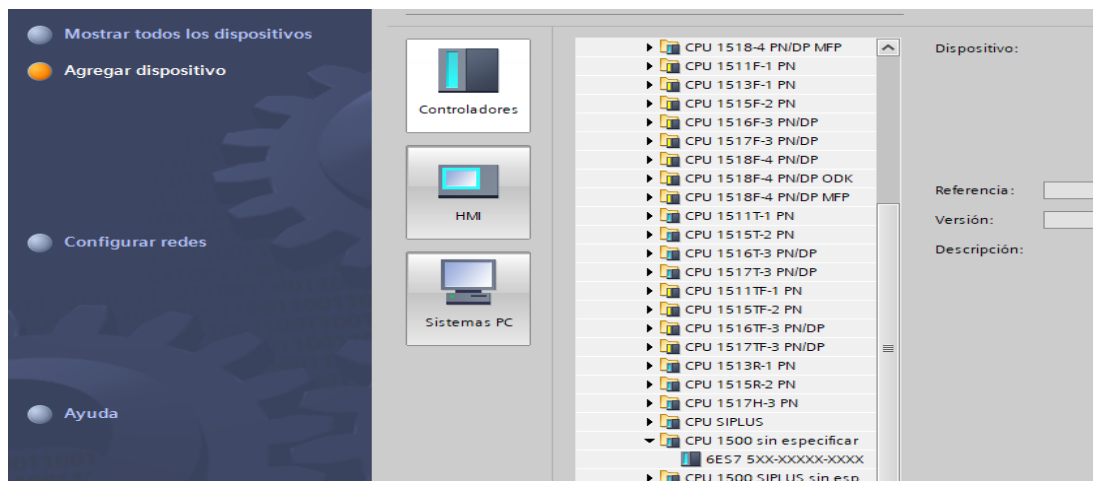 Mostrar todos los dispositivos
Agregar dispositivo
Configurar redes
Ayuda
Controladores
HMI
Sistemas PC
CPU 1518-4 PN/DP MFP
CPU 1511F-1 PN
CPU 1513F-1 PN
CPU 1515F-2 PN
CPU 1516F-3 PN/DP
CPU 1517F-3 PN/DP
CPU 1518F-4 PN/DP
CPU 1518F-4 PN/DP ODK
CPU 1518F-4 PN/DP MFP
CPU 1511T-1 PN
CPU 1515T-2 PN
CPU 1516T-3 PN/DP
CPU 1517T-3 PN/DP
CPU 1511TF-1 PN
CPU 1515TF-2 PN
CPU 1516TF-3 PN/DP
CPU 1517TF-3 PN/DP
CPU 1513R-1 PN
CPU 1515R-2 PN
CPU 1517H-3 PN
CPU SIPLUS
CPU 1500 sin especificar
6ES7 5XX-XXXXX-XXXX
CPU 1500 SIPLUS sin esp
Dispositivo:
Referencia:
Versión:
Descripción: